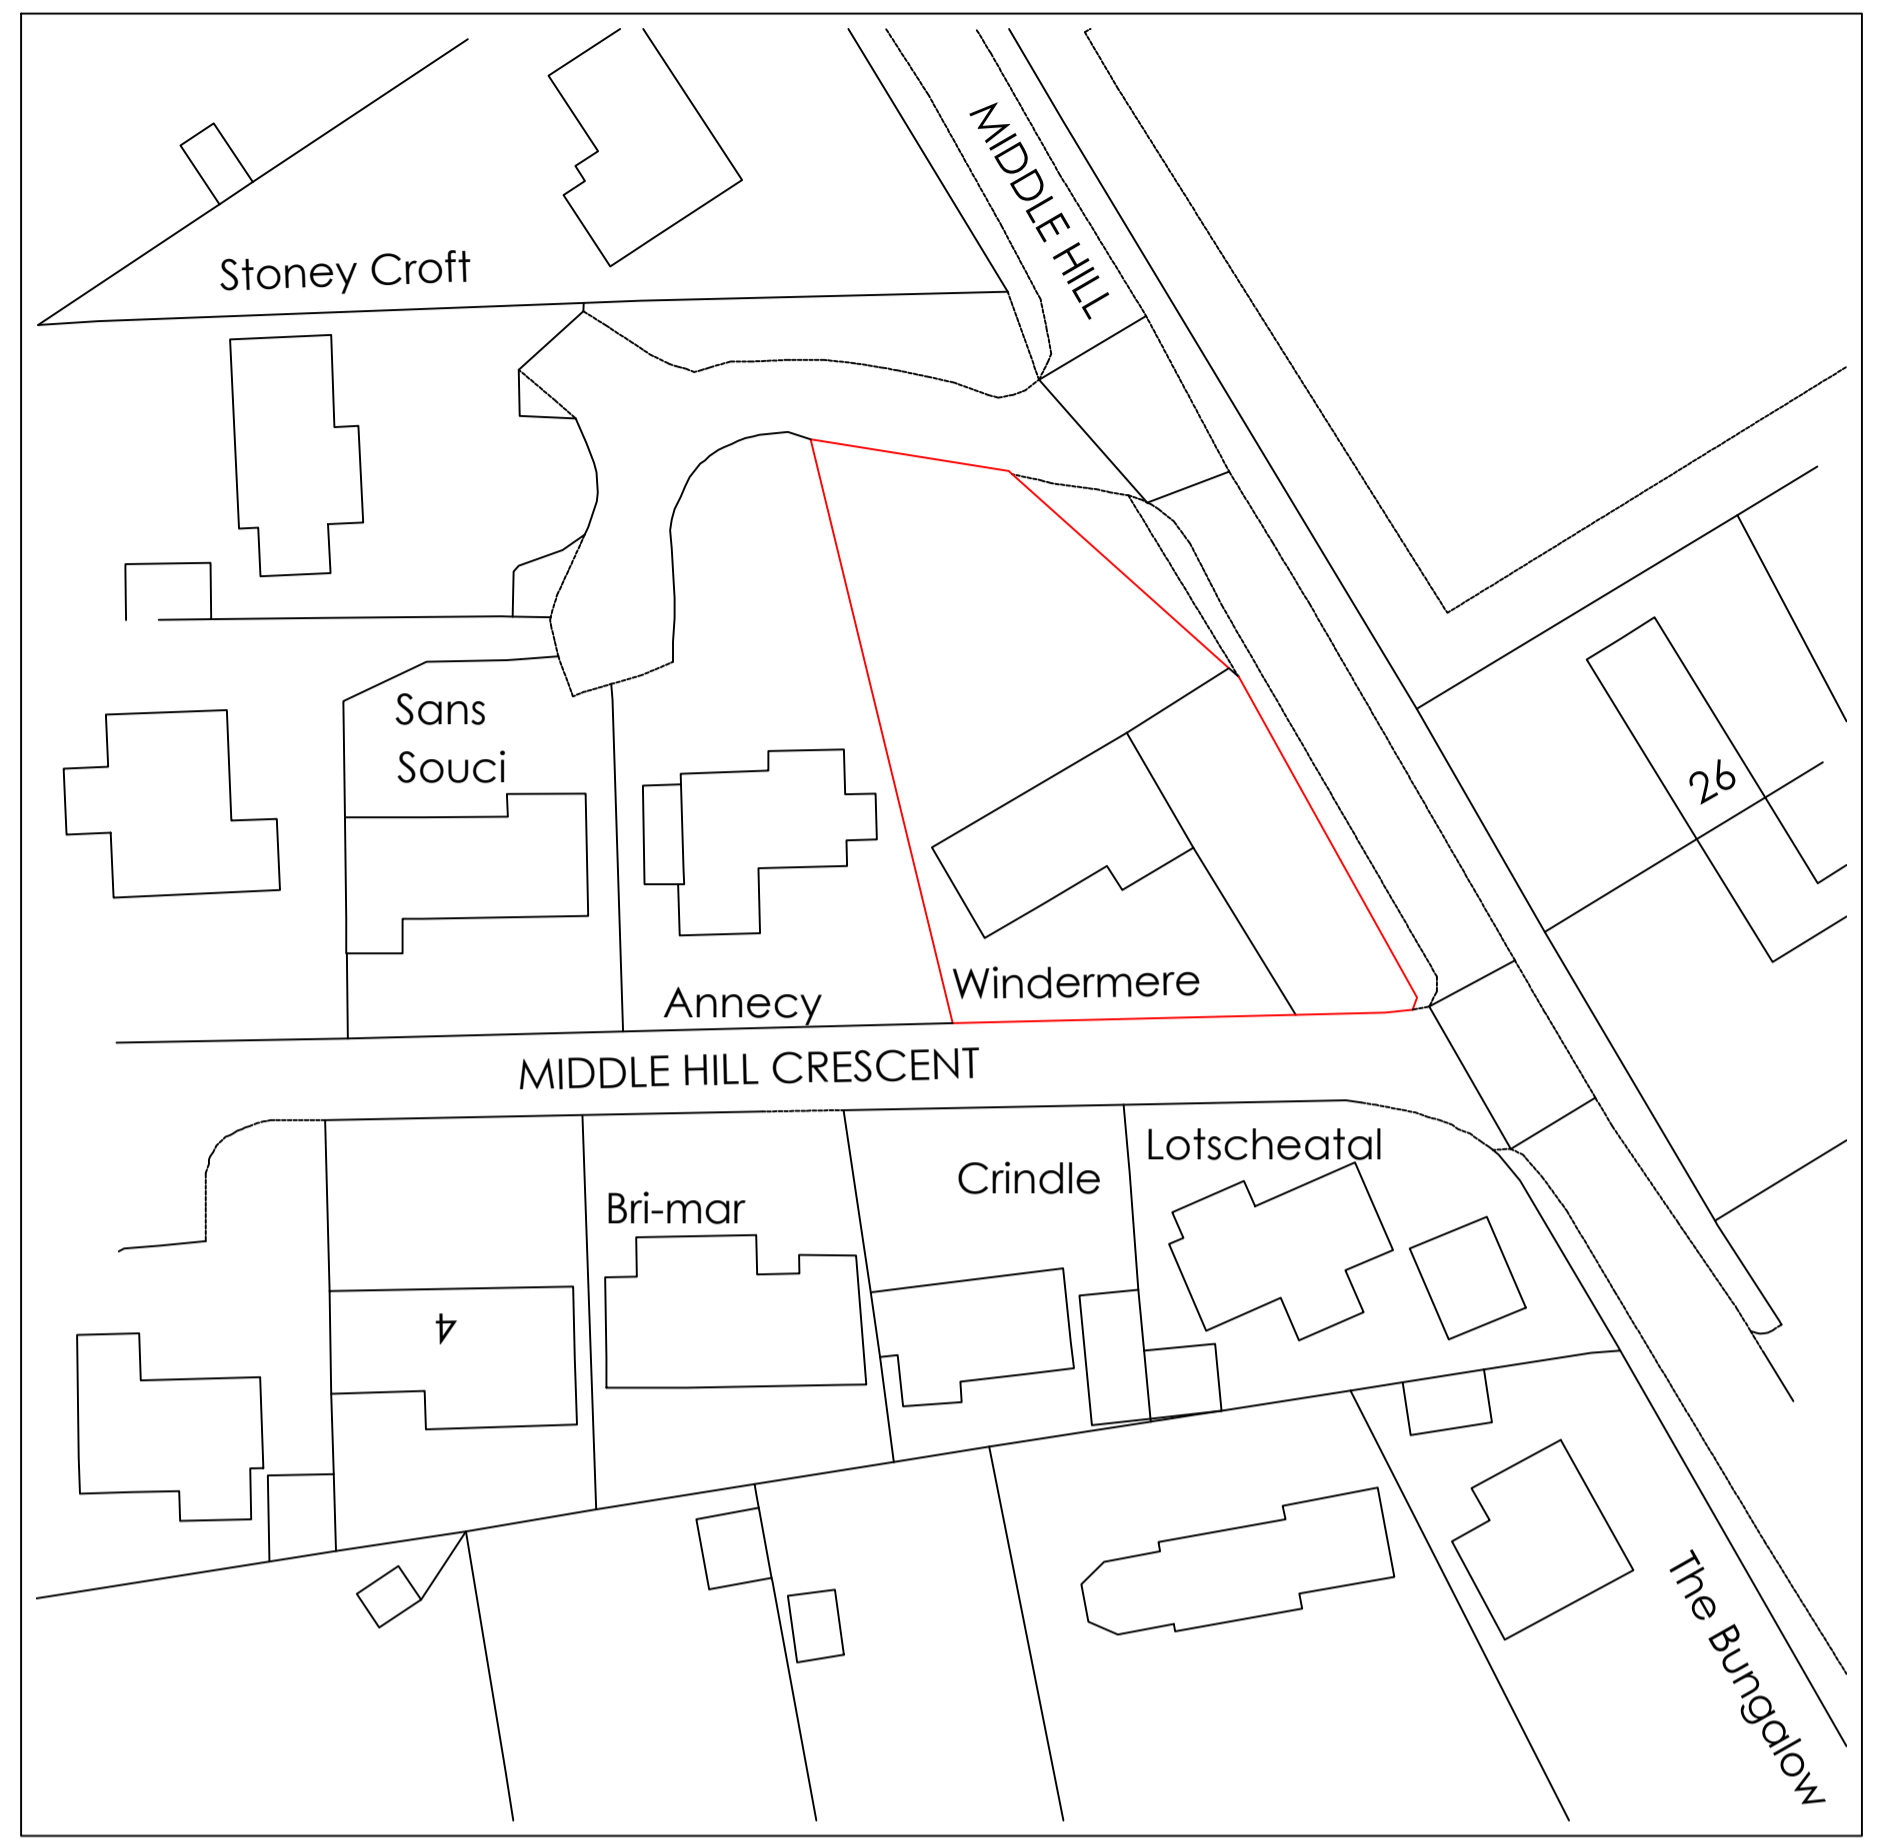 MIDDLE HILL
Stoney Croft
Sans
Souci
26
Windermere
Annecy
MIDDLE HILL CRESCENT
Lotscheatal
Crindle
Bri-mar
4
The Bungalow